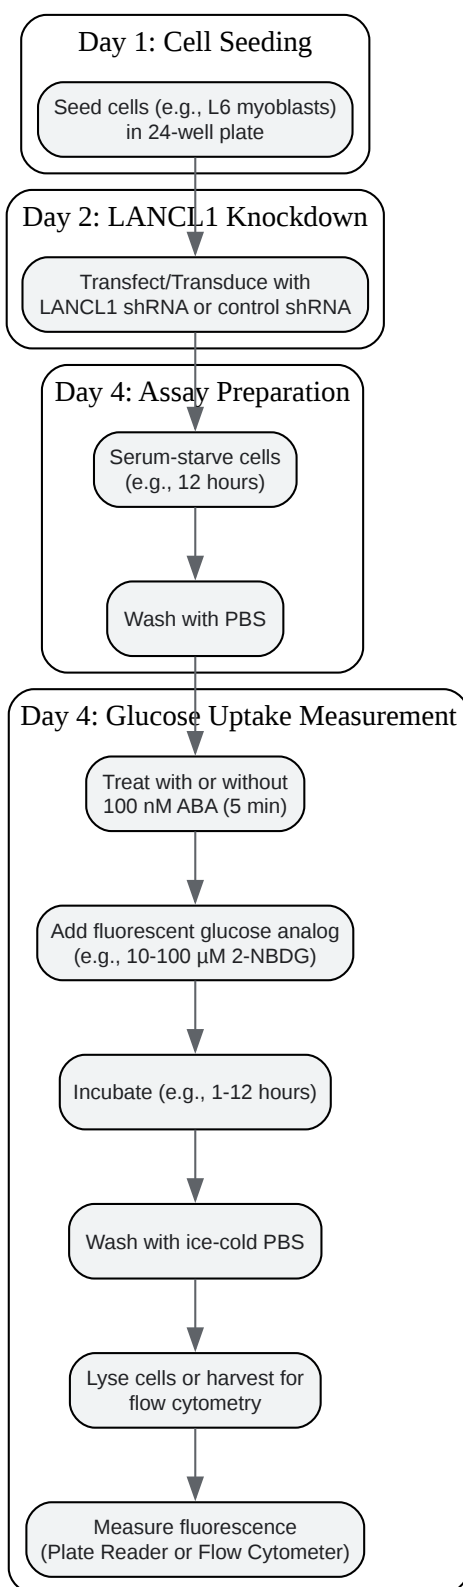 Day 1: Cell Seeding
Seed cells (e.g., L6 myoblasts)
in 24-well plate
Day 2: LANCL1 Knockdown
Transfect/Transduce with
LANCL1 shRNA or control shRNA
Day 4: Assay Preparation
Serum-starve cells
(e.g., 12 hours)
Wash with PBS
Day 4: Glucose Uptake Measurement
Treat with or without
100 nM ABA (5 min)
Add fluorescent glucose analog
(e.g., 10-100 µM 2-NBDG)
Incubate (e.g., 1-12 hours)
Wash with ice-cold PBS
Lyse cells or harvest for
flow cytometry
Measure fluorescence
(Plate Reader or Flow Cytometer)